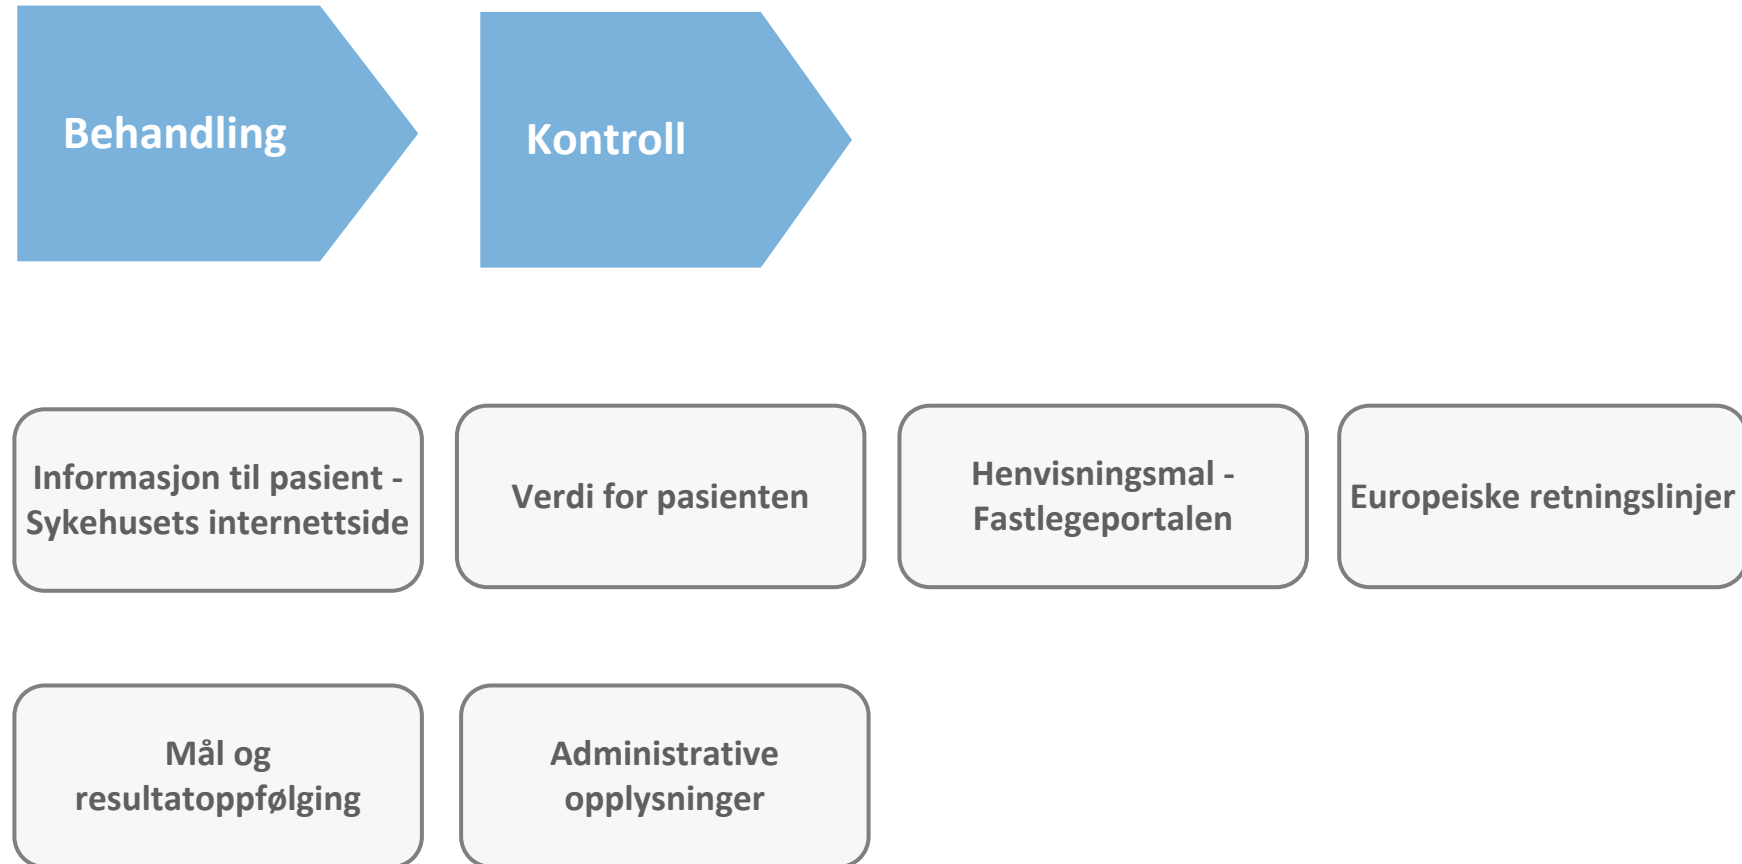 Behandling
Kontroll
Informasjon til pasient -
Sykehusets internettside
Verdi for pasienten
Henvisningsmal -
Fastlegeportalen
Europeiske retningslinjer
Mål og
resultatoppfølging
Administrative
opplysninger